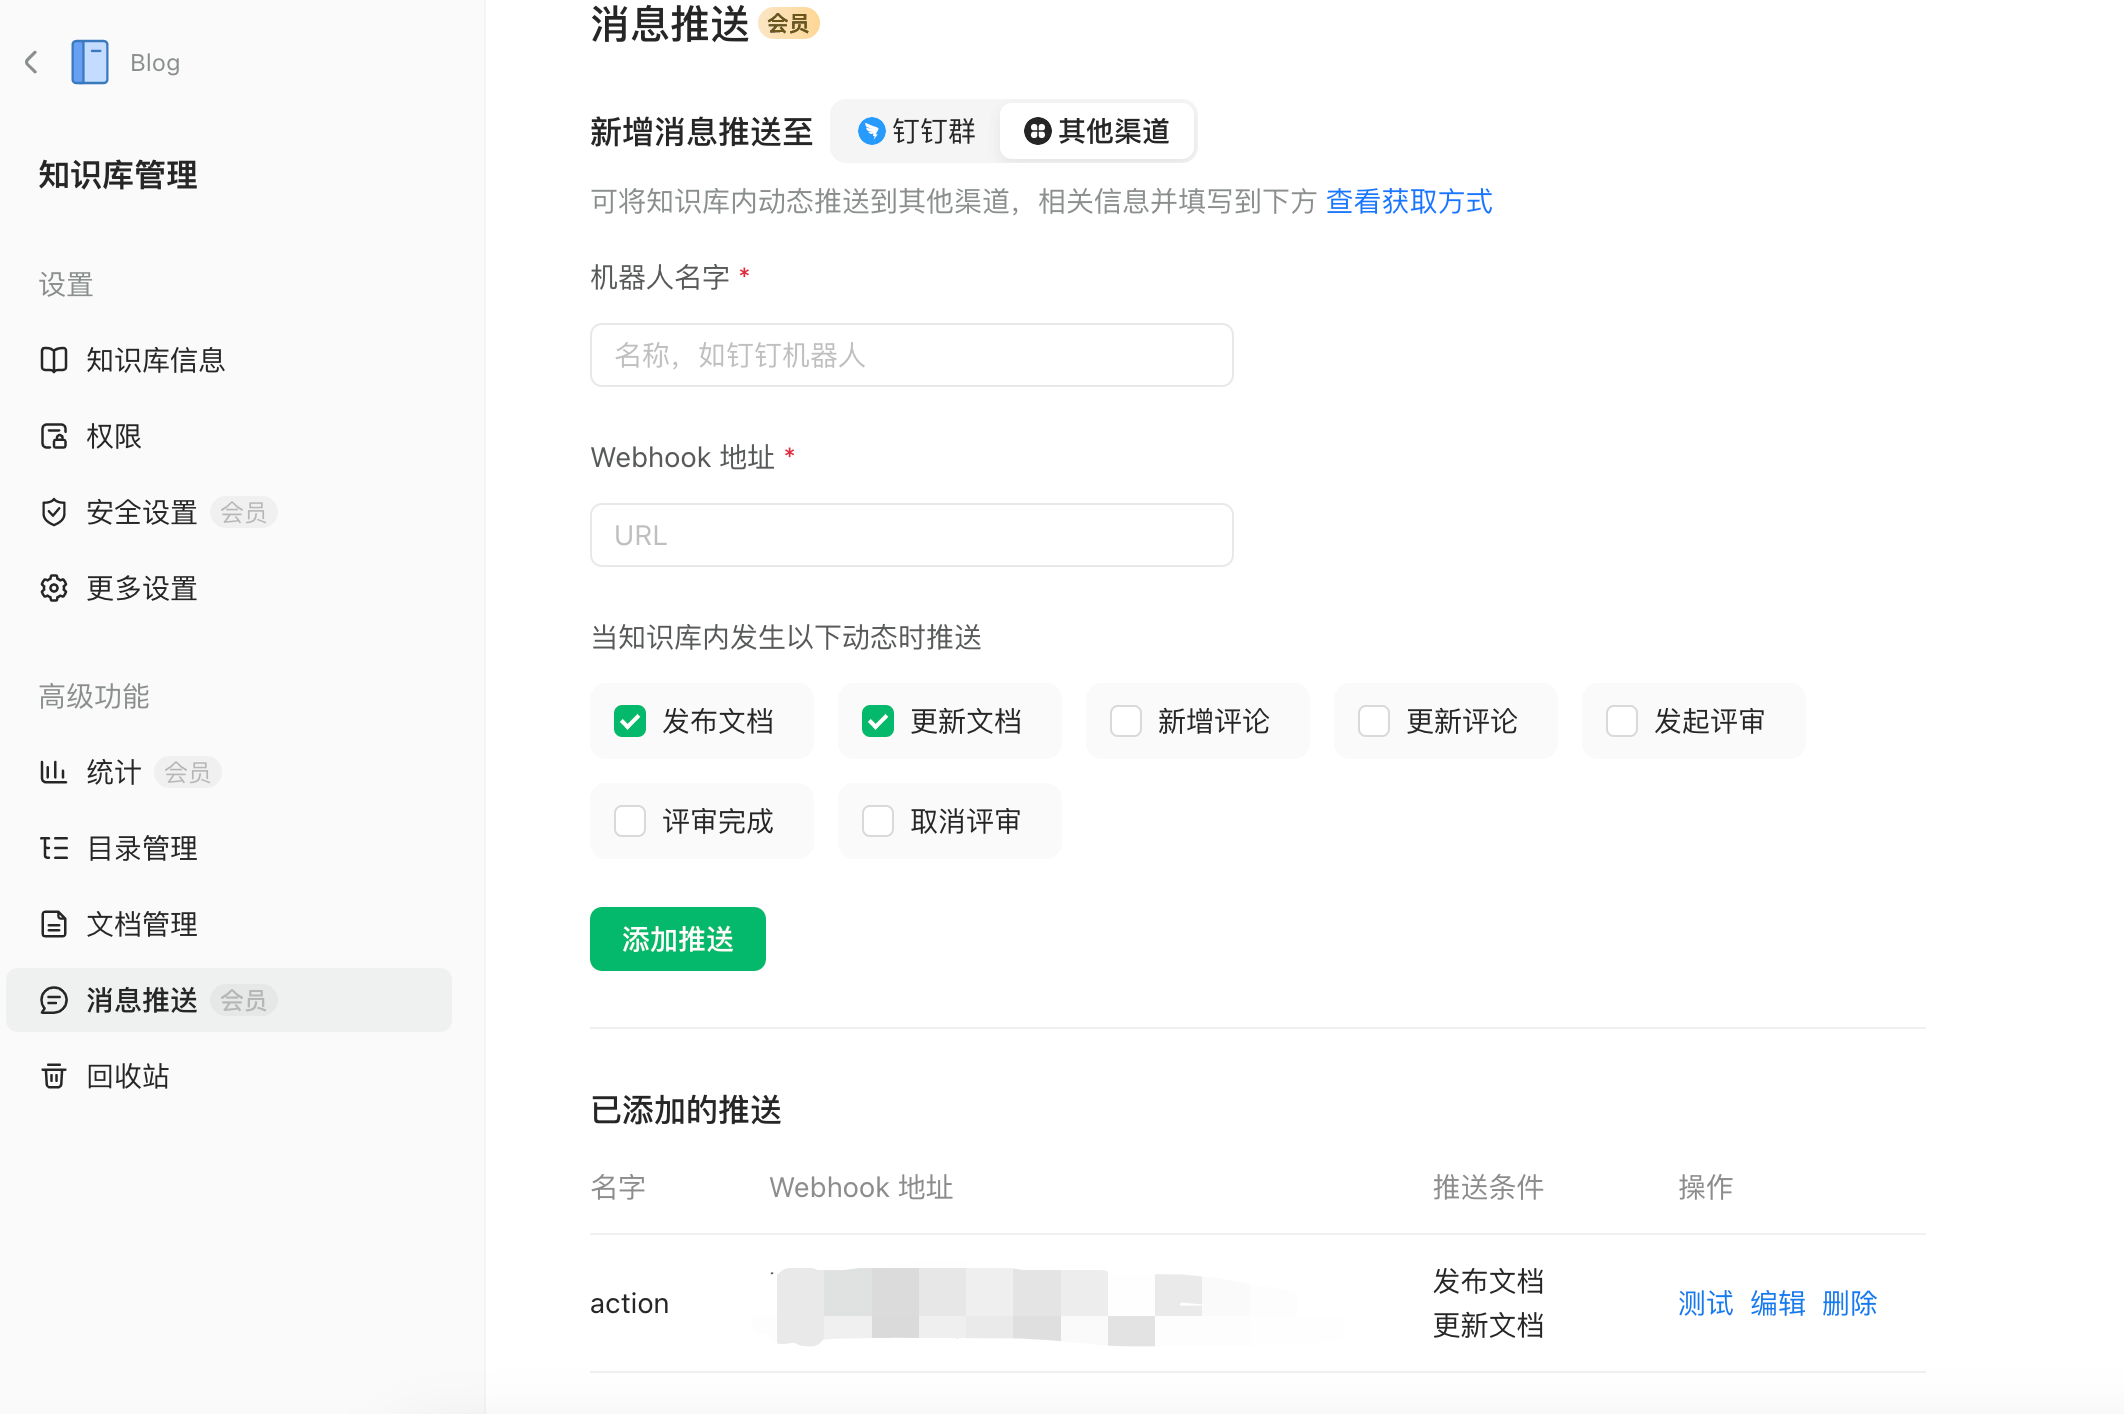 Blog
知识库管理
设置
知识库信息
权限
安全设置 会员
更多设置
高级功能
统计 会员
目录管理
文档管理
消息推送 会员
回收站
消息推送 会员
新增消息推送至 钉钉群 其他渠道
可将知识库内动态推送到其他渠道，相关信息并填写到下方 查看获取方式
机器人名字 *
名称，如钉钉机器人
Webhook 地址 *
URL
当知识库内发生以下动态时推送
发布文档 更新文档 新增评论 更新评论 发起评审
评审完成 取消评审
添加推送
已添加的推送
名字 Webhook 地址 推送条件 操作
action 发布文档 更新文档 测试 编辑 删除